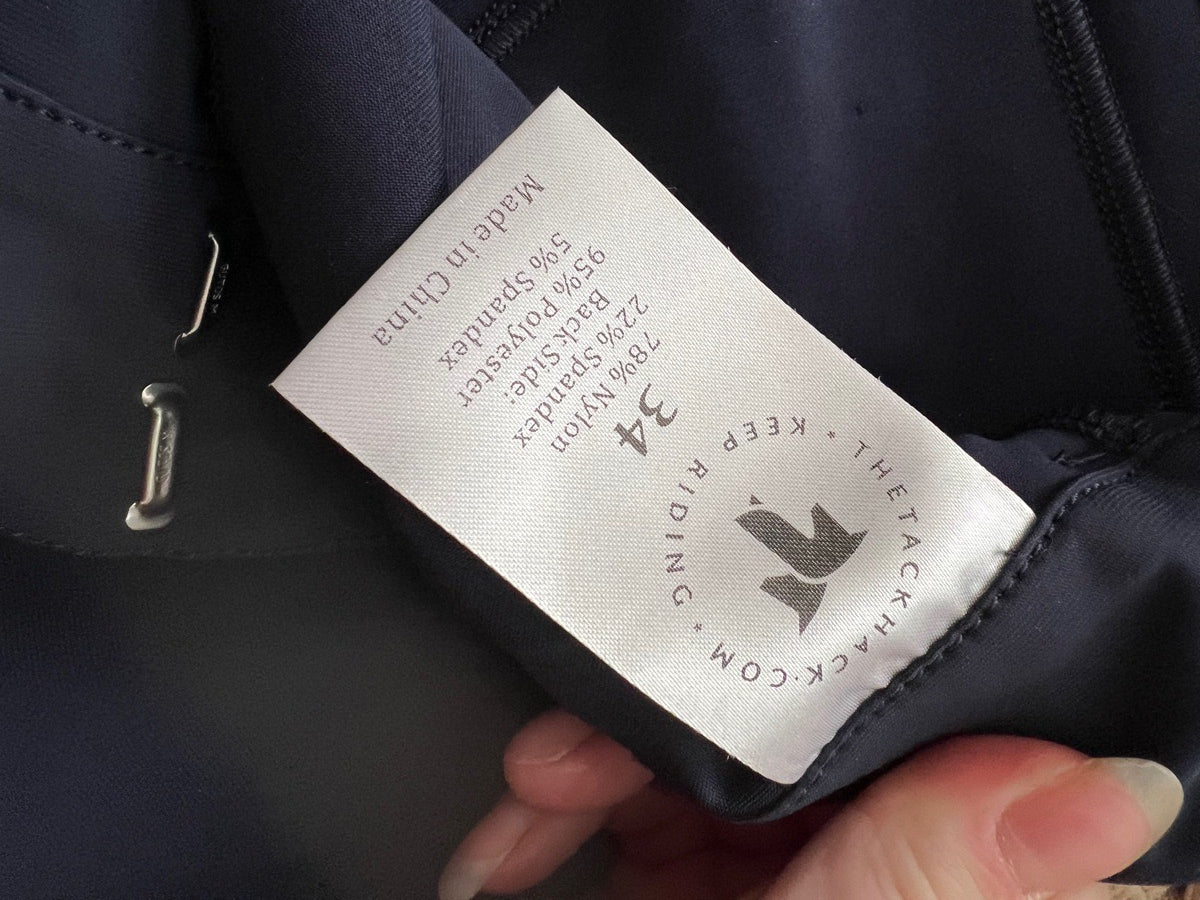 THETACKHACK.COM * KEEP RIDING *
34
78% Nylon
22% Spandex
Back Side:
95% Polyester
5% Spandex
Made in China